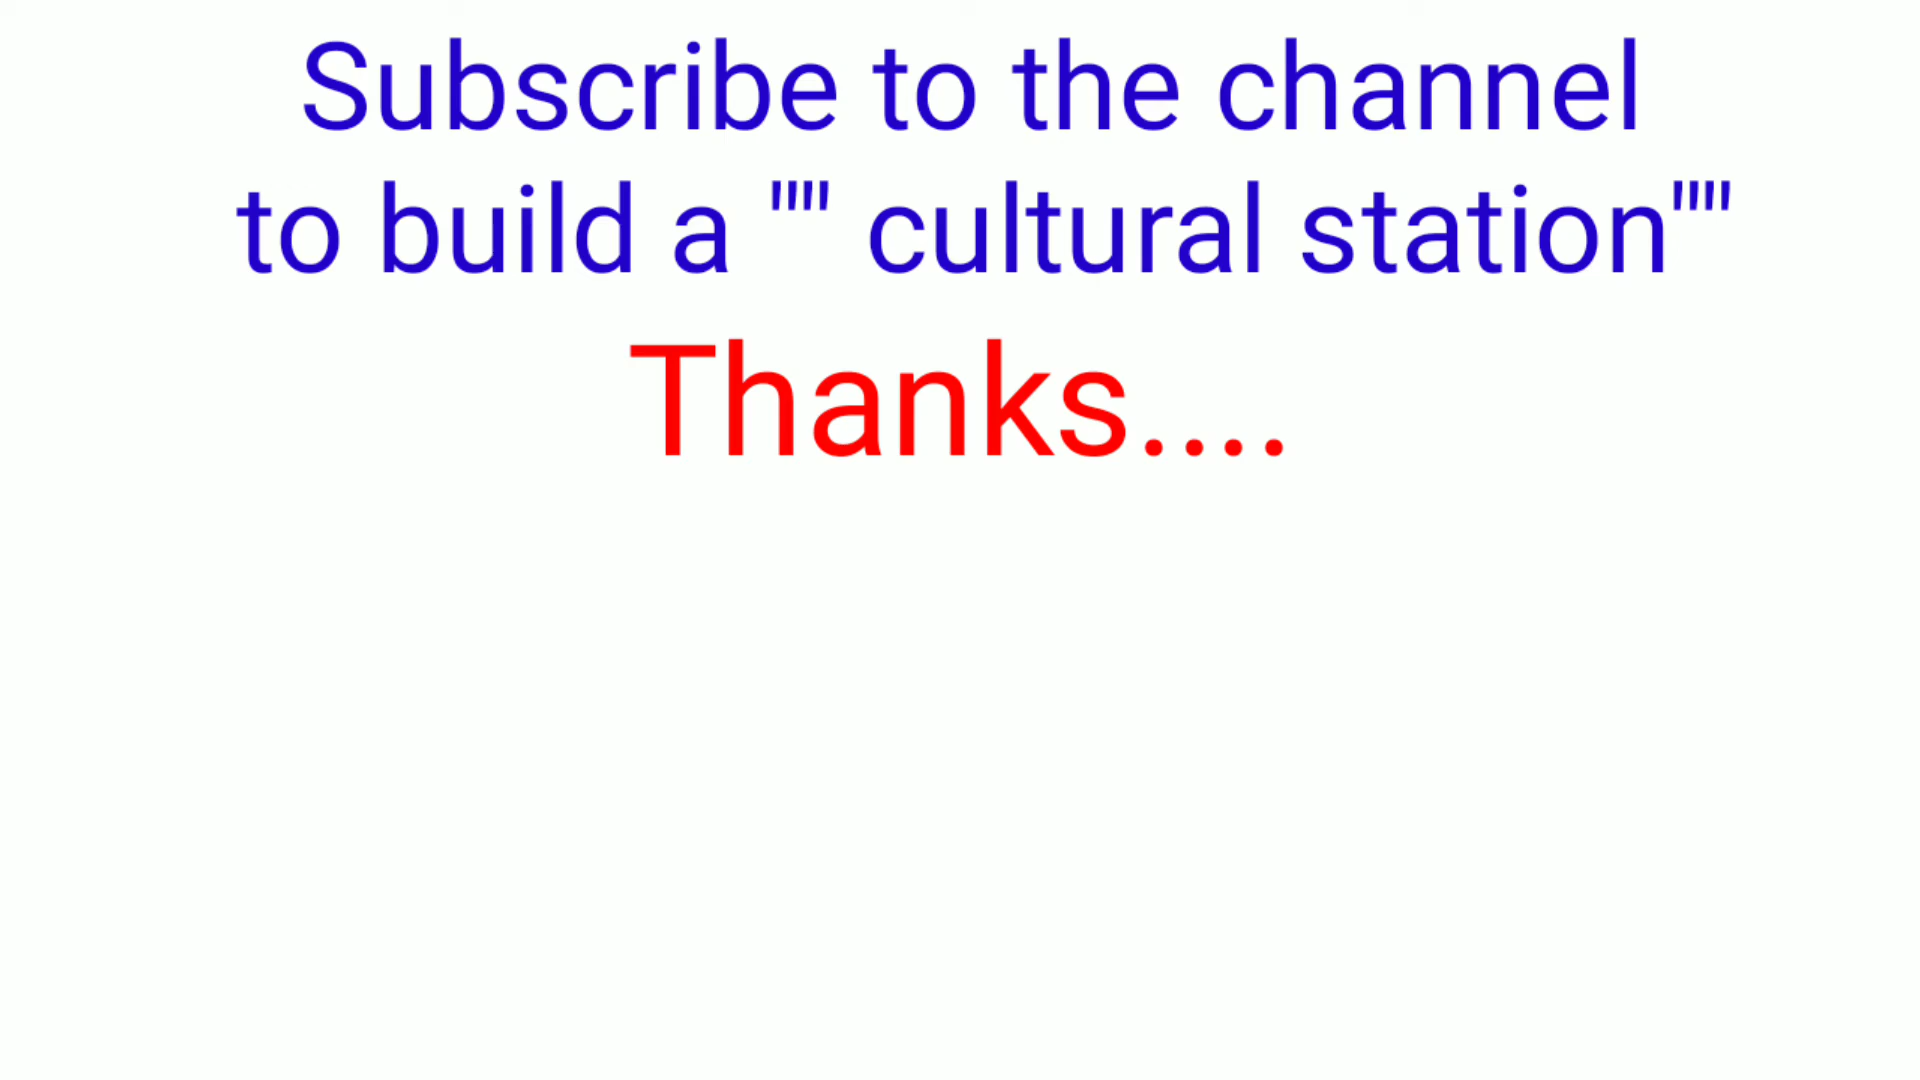 Subscribe to the channel
to build a "" cultural station""
Thanks....